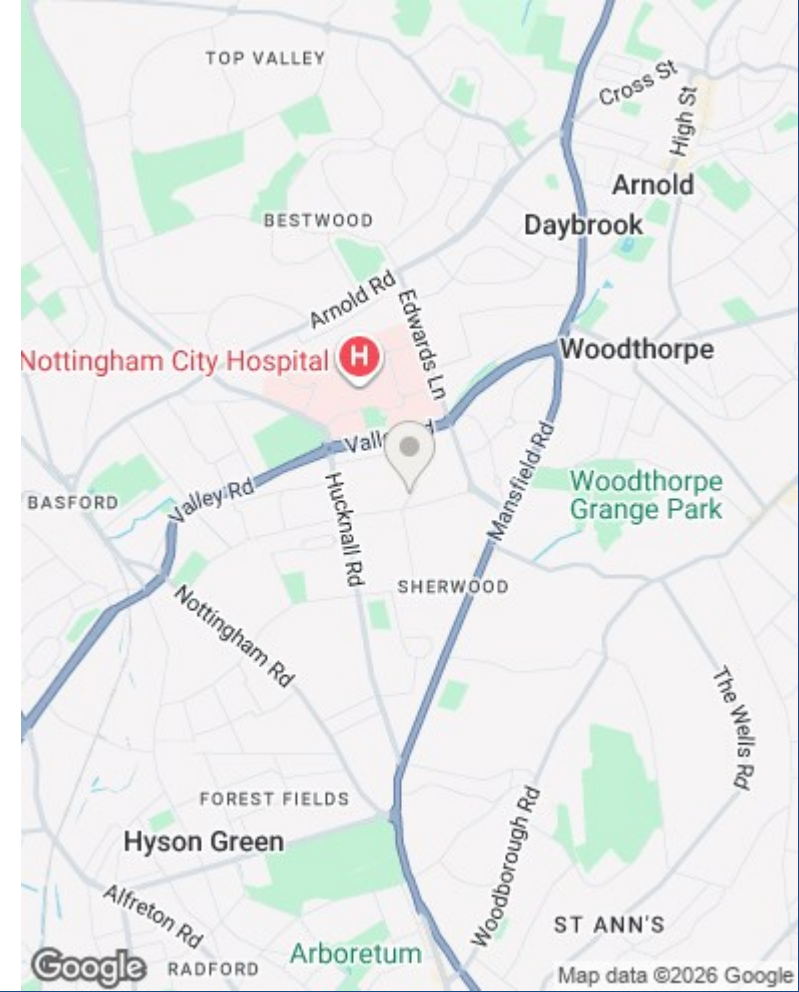 TOP VALLEY
Cross St
High St
Arnold
BESTWOOD
Daybrook
Arnold Rd
Edwards Ln
Nottingham City Hospital
H
Woodthorpe
Valley Rd
Mansfield Rd
Woodthorpe
Grange Park
BASFORD
Valley Rd
Hucknall Rd
SHERWOOD
Nottingham Rd
The Wells Rd
FOREST FIELDS
Hyson Green
Woodborough Rd
Alfreton Rd
ST ANN'S
Arboretum
Google
RADFORD
Map data ©2026 Google